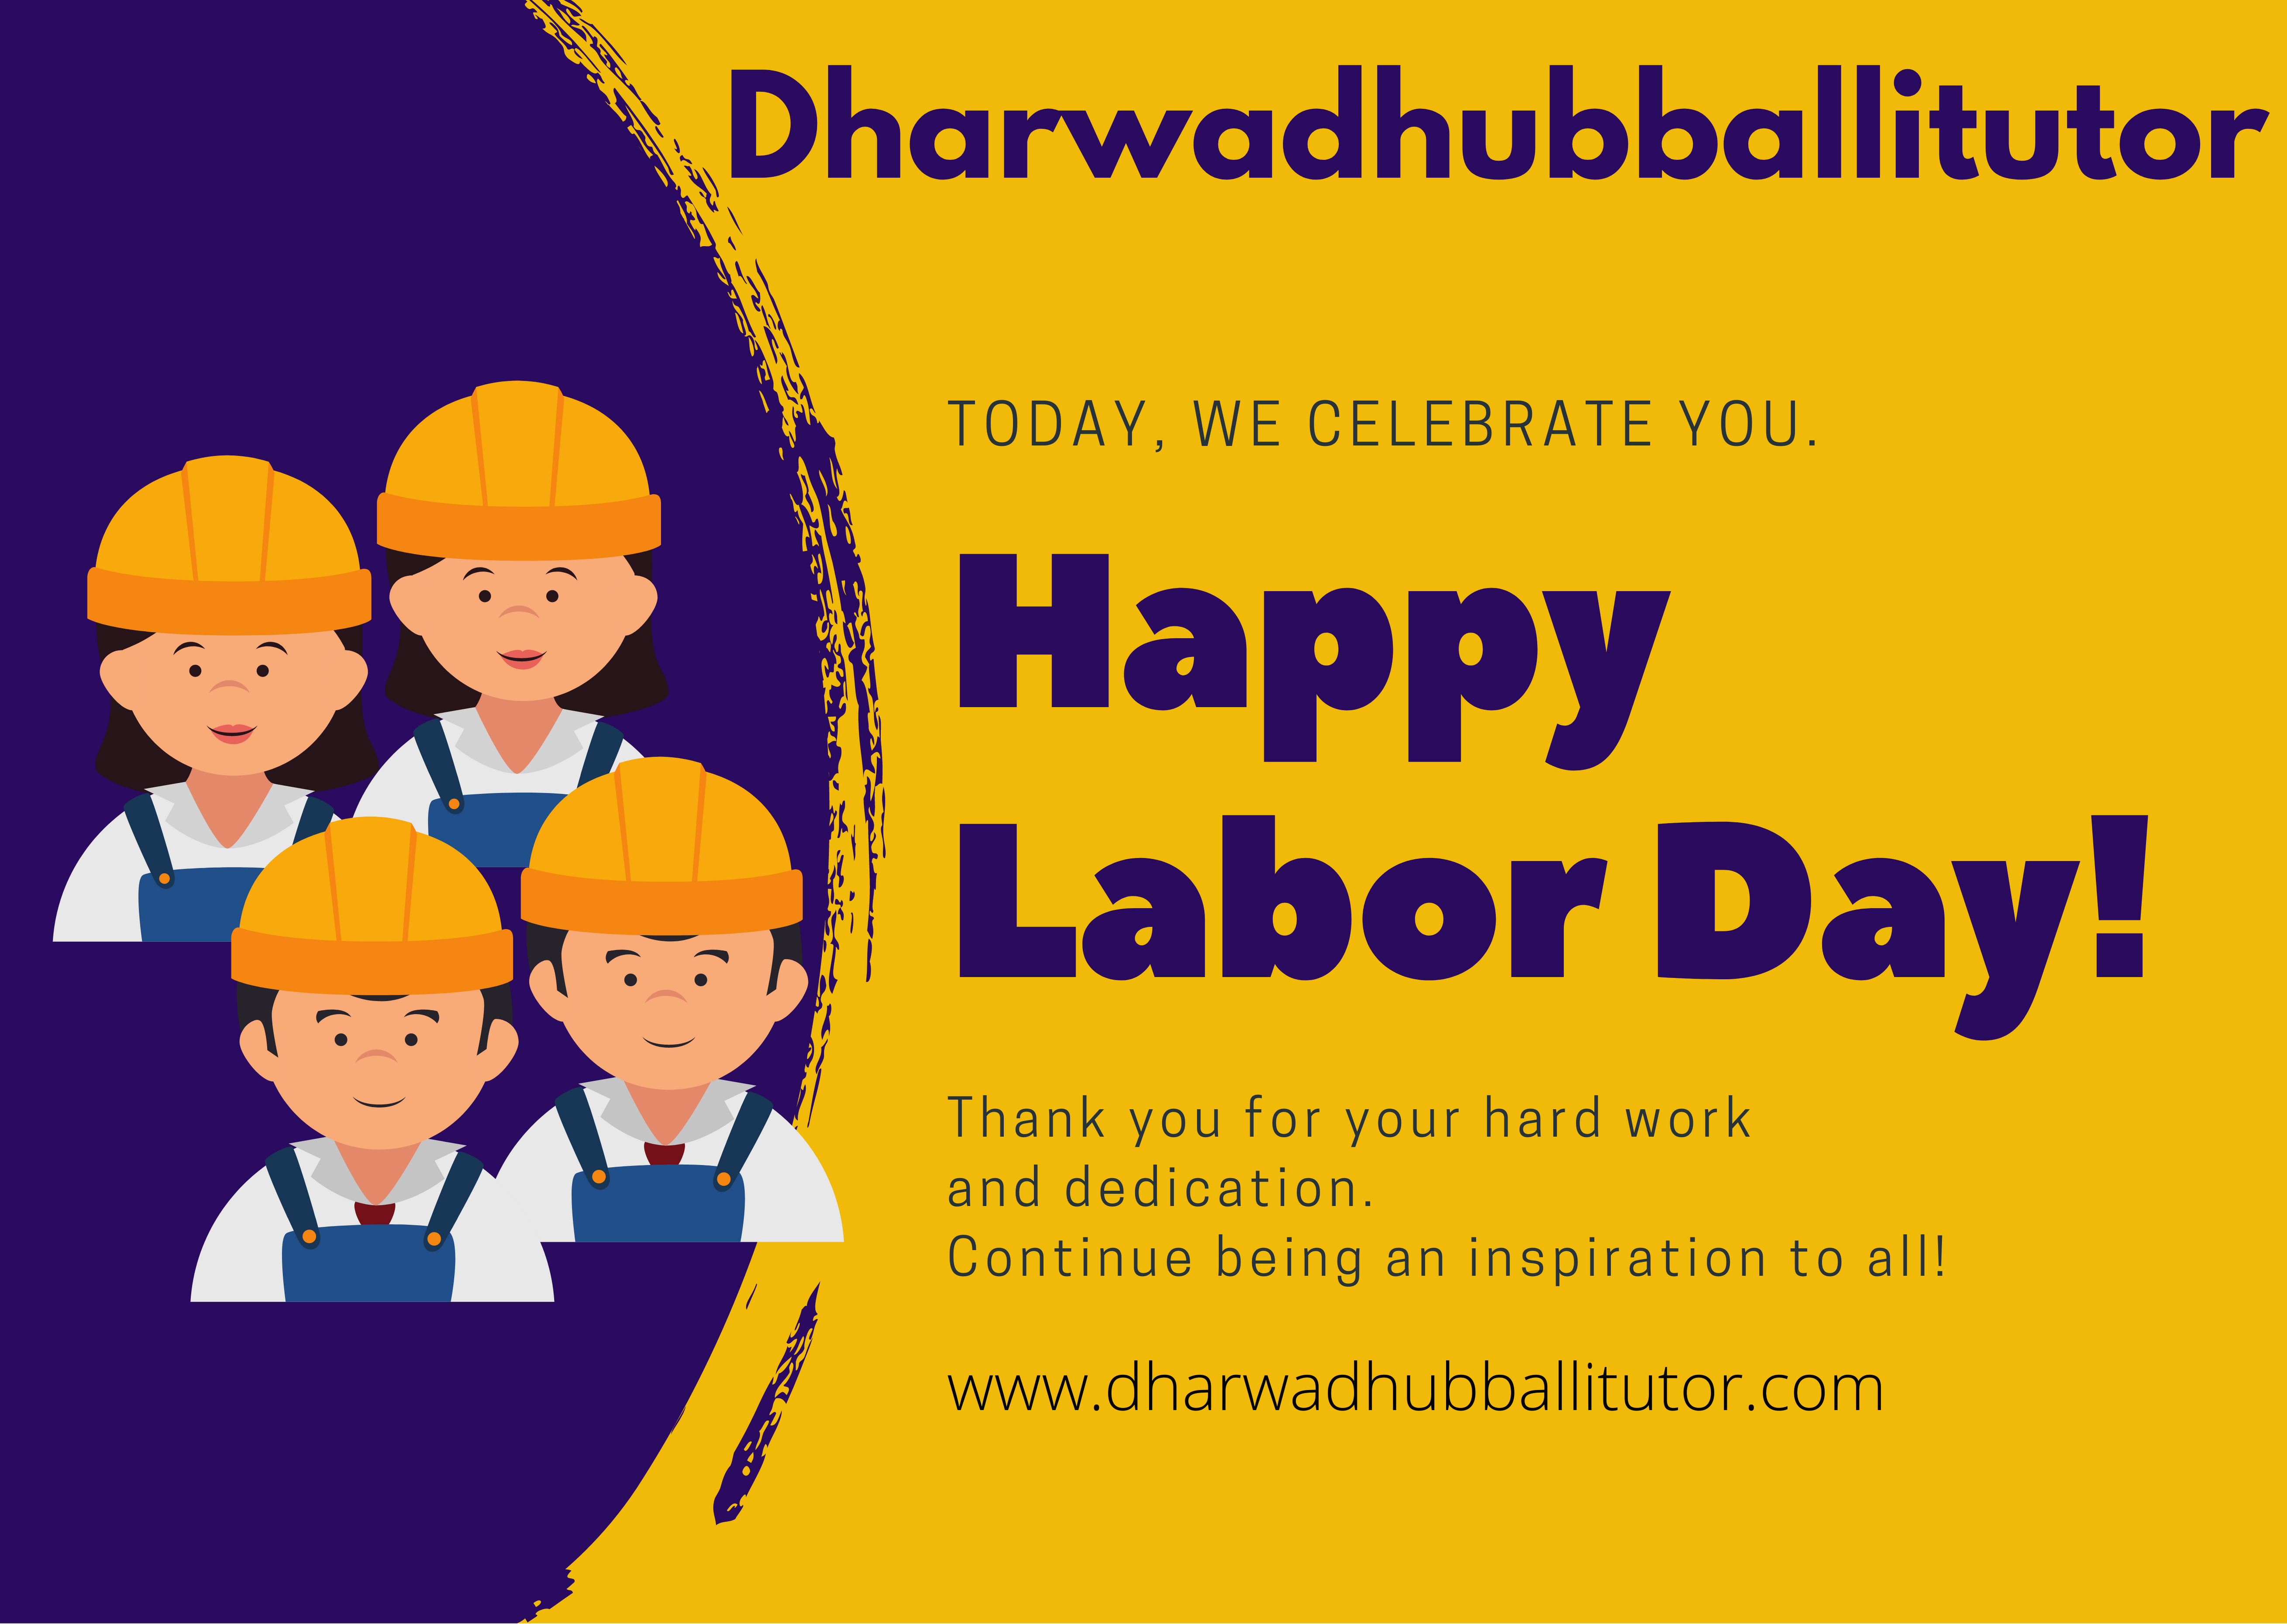 Dharwadhubballitutor
TODAY, WE CELEBRATE YOU.
Happy
Labor Day!
Thank you for your hard work
and dedication.
Continue being an inspiration to all!
www.dharwadhubballitutor.com